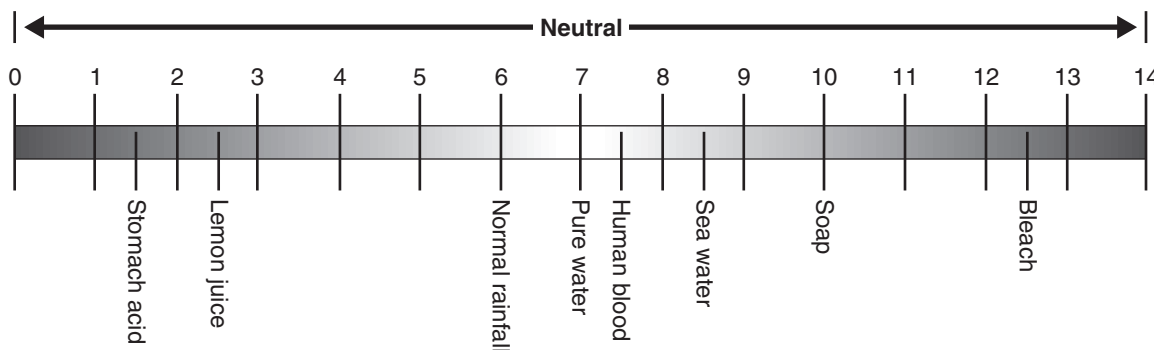 Neutral
0 1 2 3 4 5 6 7 8 9 10 11 12 13 14
Stomach acid
Lemon juice
Normal rainfall
Pure water
Human blood
Sea water
Soap
Bleach